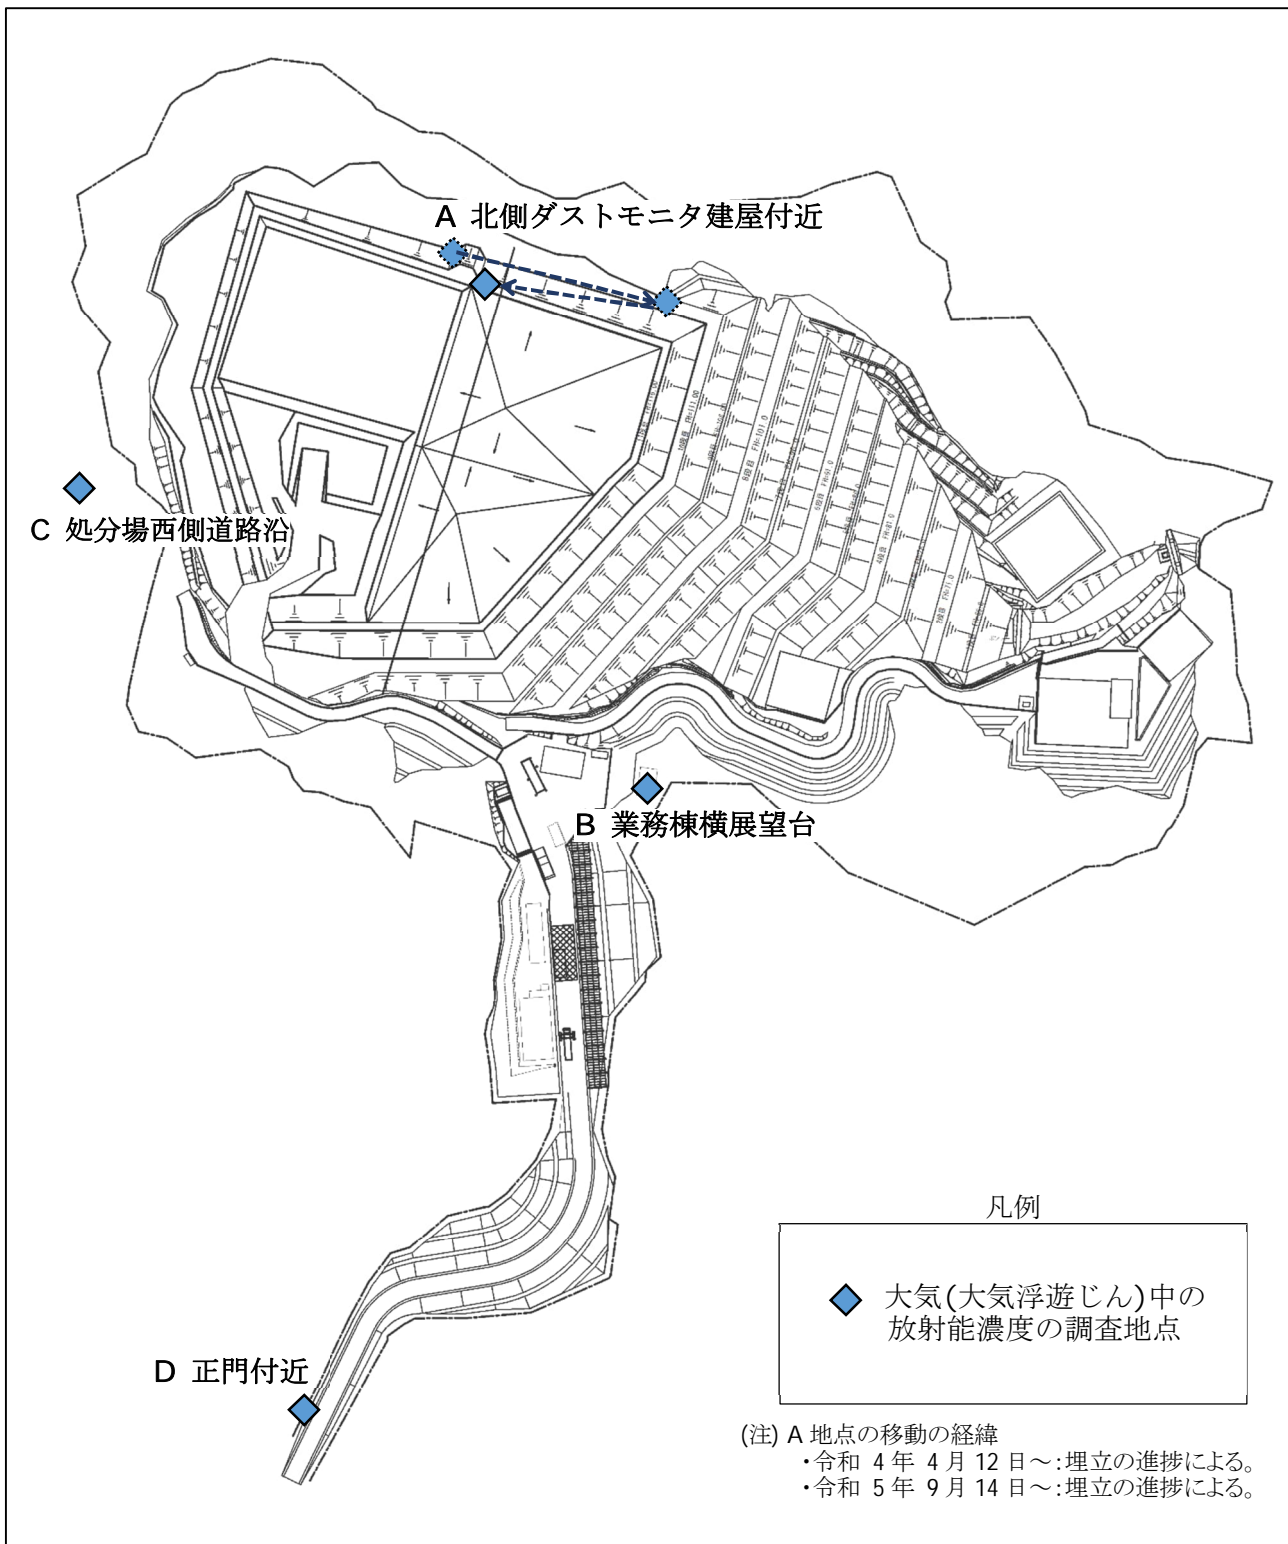 A 北側ダストモニタ建屋付近
C 処分場西側道路沿
B 業務棟横展望台
D 正門付近
凡例
大気(大気浮遊じん)中の
放射能濃度の調査地点
(注) A 地点の移動の経緯
・令和 4 年 4 月 12 日～:埋立の進捗による。
・令和 5 年 9 月 14 日～:埋立の進捗による。